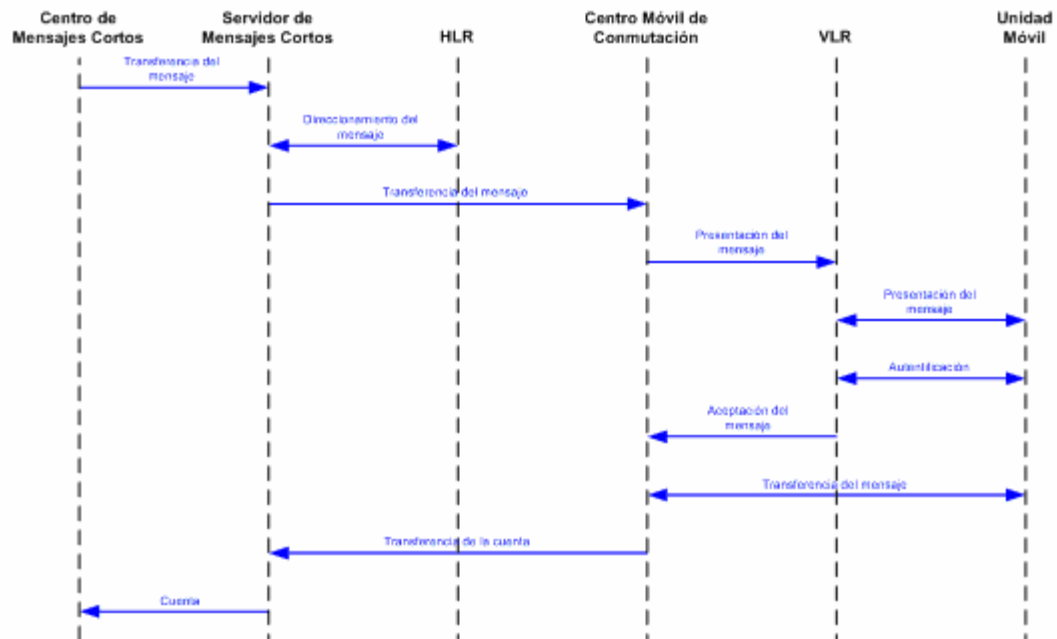 Centro de
Mensajes Cortos
Servidor de
Mensajes Cortos
HLR
Centro Móvil de
Conmutación
VLR
Unidad
Móvil
Transferencia del
mensaje
Direccionamiento del
mensaje
Transferencia del mensaje
Presentación del
mensaje
Presentación del
mensaje
Autentificación
Aceptación del
mensaje
Transferencia del mensaje
Transferencia de la cuenta
Cuenta